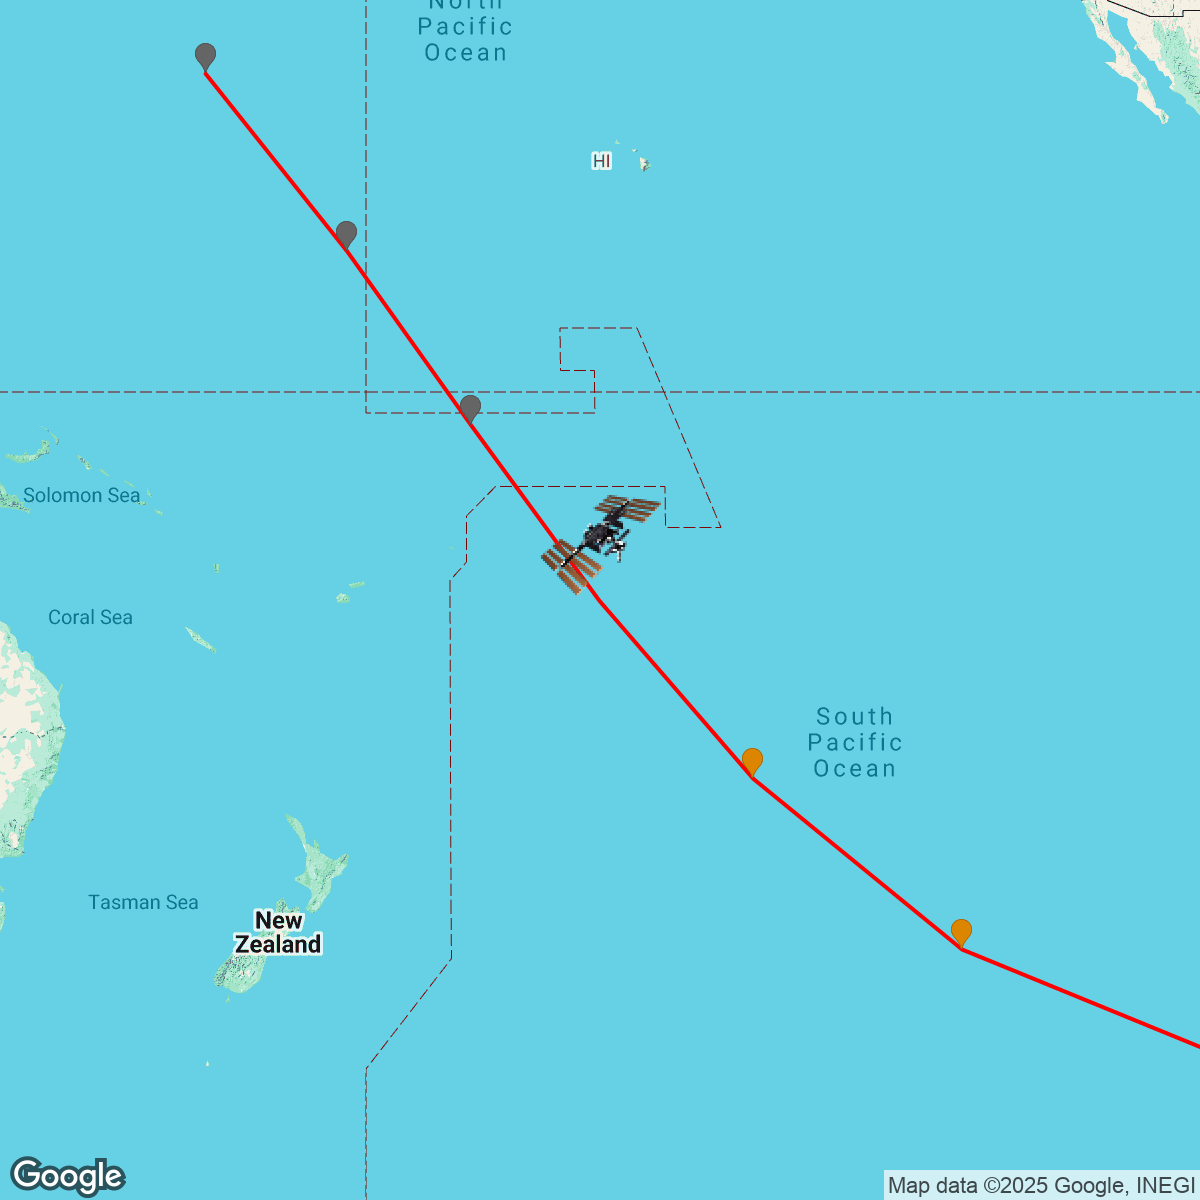 North
Pacific
Ocean
HI
Solomon Sea
Coral Sea
South
Pacific
Ocean
Tasman Sea
New
Zealand
Google
Map data ©2025 Google, INEGI